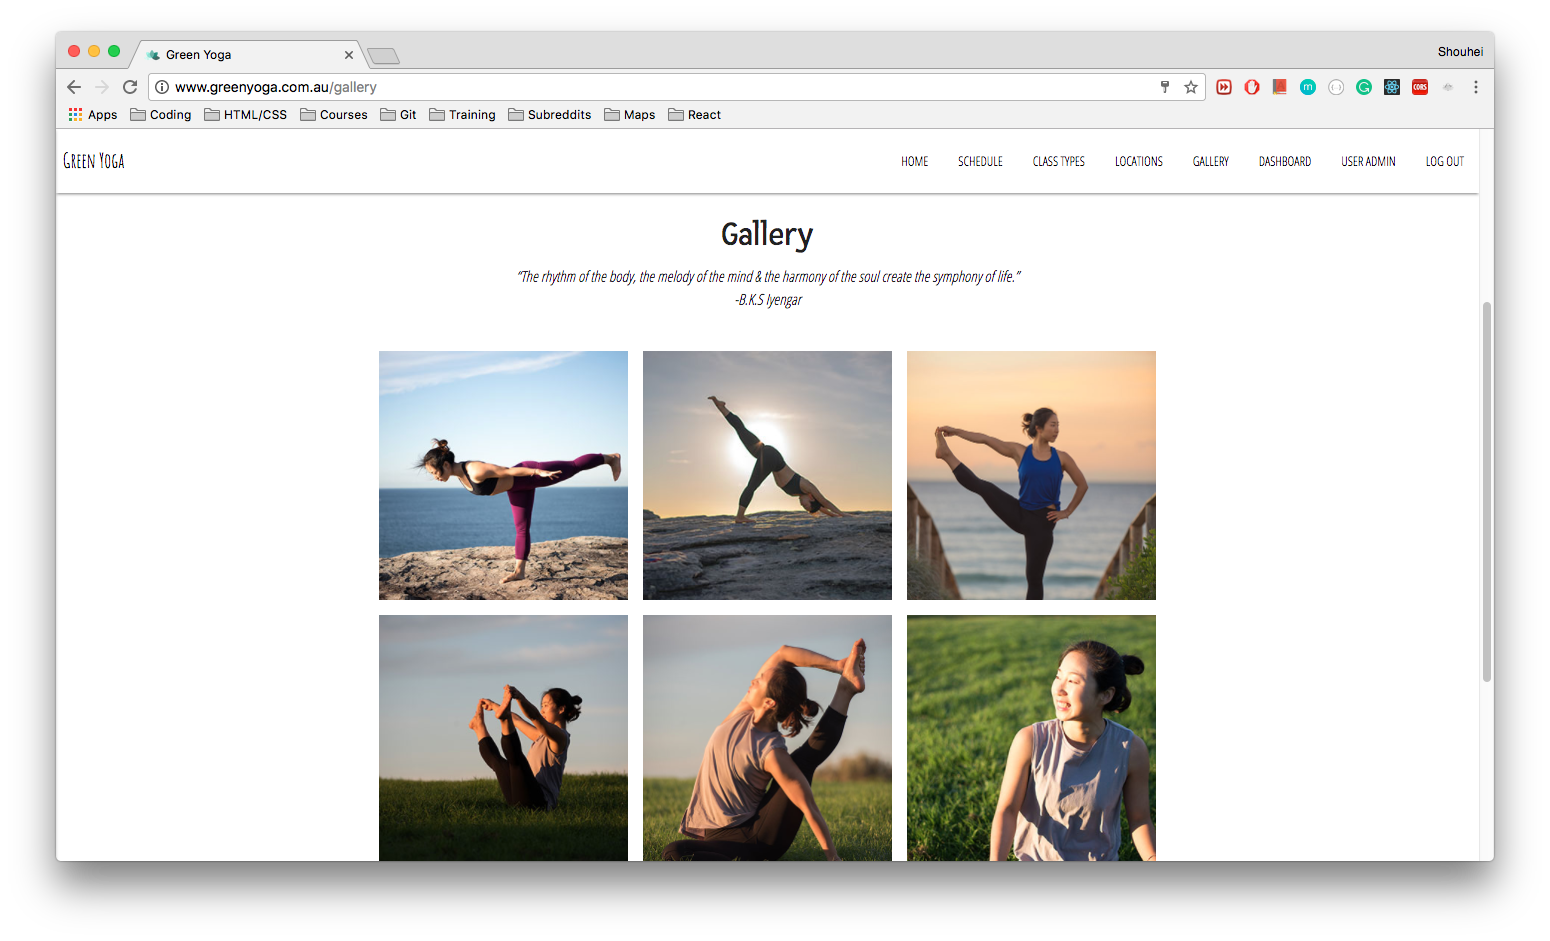 Green Yoga
Shouhei
www.greenyoga.com.au/gallery
Apps Coding HTML/CSS Courses Git Training Subreddits Maps React
Green Yoga HOME SCHEDULE CLASS TYPES LOCATIONS GALLERY DASHBOARD USER ADMIN LOG OUT
Gallery
“The rhythm of the body, the melody of the mind & the harmony of the soul create the symphony of life.”
-B.K.S Iyengar